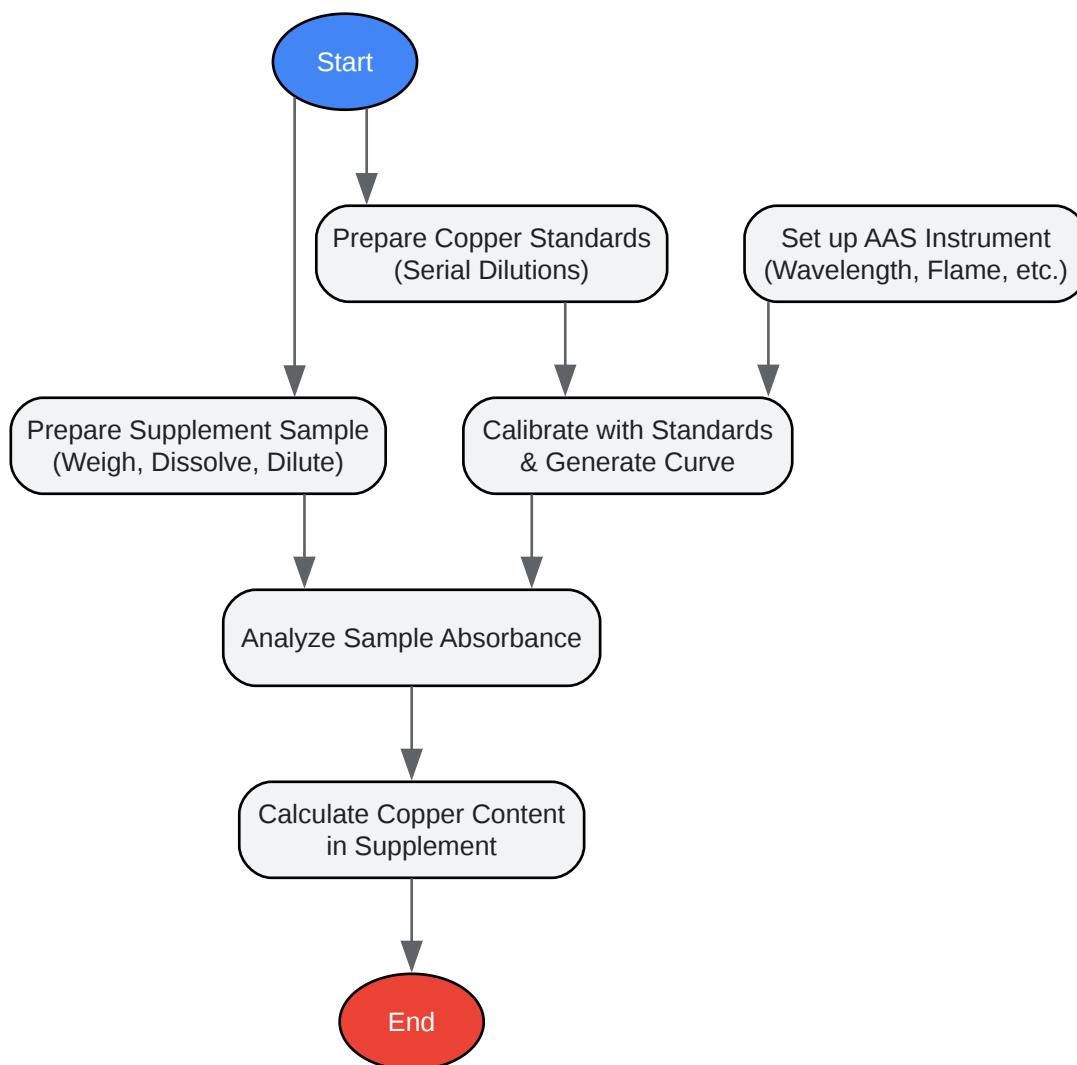 Start
Prepare Copper Standards
(Serial Dilutions)
Set up AAS Instrument
(Wavelength, Flame, etc.)
Prepare Supplement Sample
(Weigh, Dissolve, Dilute)
Calibrate with Standards
& Generate Curve
Analyze Sample Absorbance
Calculate Copper Content
in Supplement
End